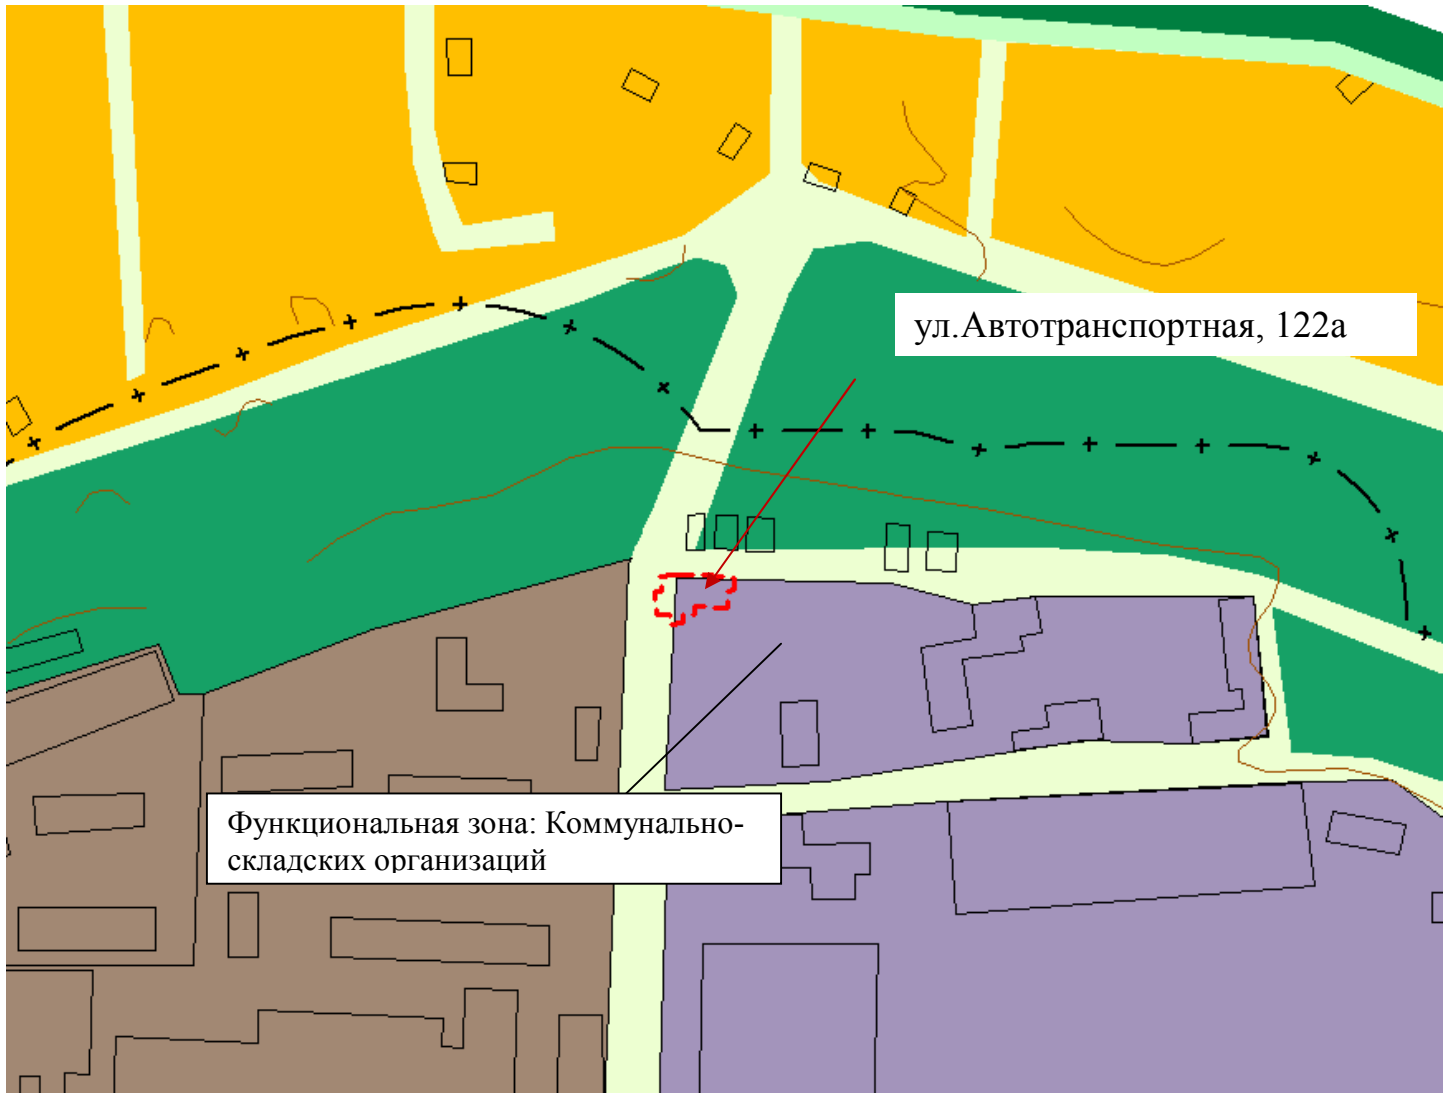 ул.Автотранспортная, 122а
Функциональная зона: Коммунально-
складских организаций